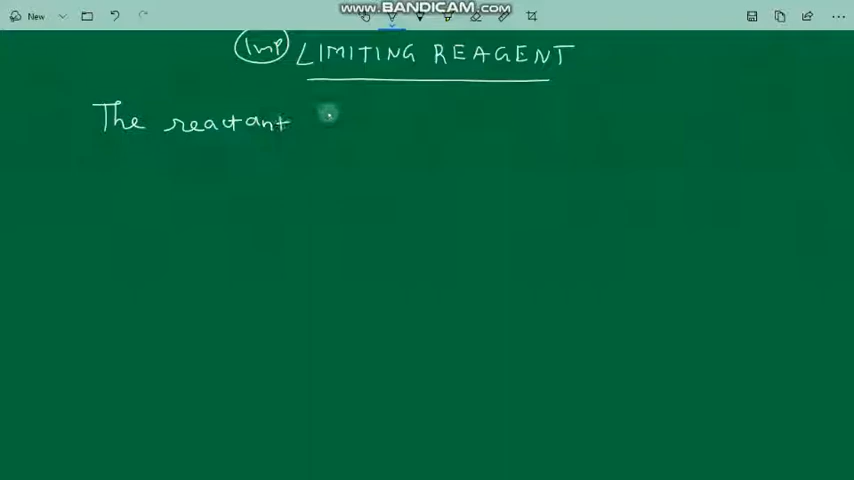 www.BANDICAM.com
New
Imp LIMITING REAGENT
The reactant